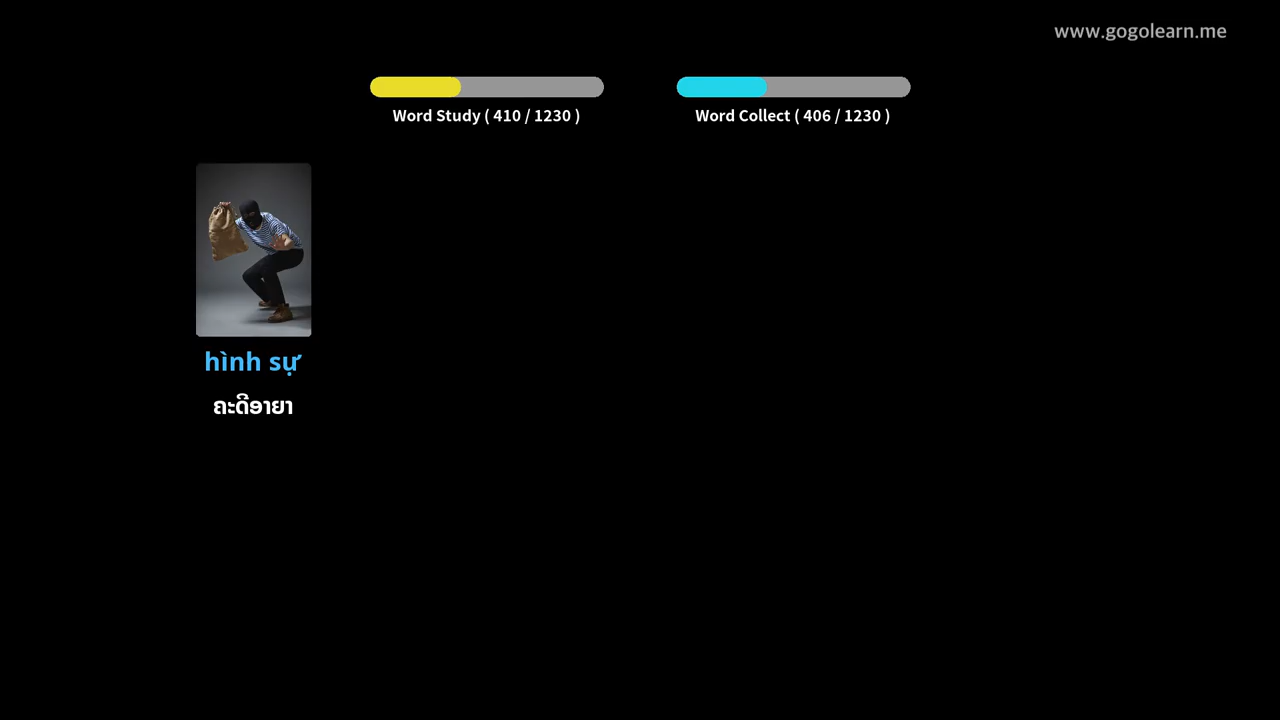 www.gogolearn.me
Word Study ( 410 / 1230 )
Word Collect ( 406 / 1230 )
hình sự
ຄະດີອາຍາ